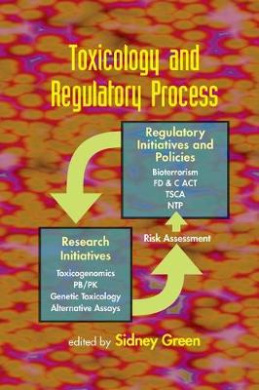 Toxicology and
Regulatory Process
Regulatory
Initiatives and
Policies
Bioterrorism
FD & C ACT
TSCA
NTP
Risk Assessment
Research
Initiatives
Toxicogenomics
PB/PK
Genetic Toxicology
Alternative Assays
edited by Sidney Green